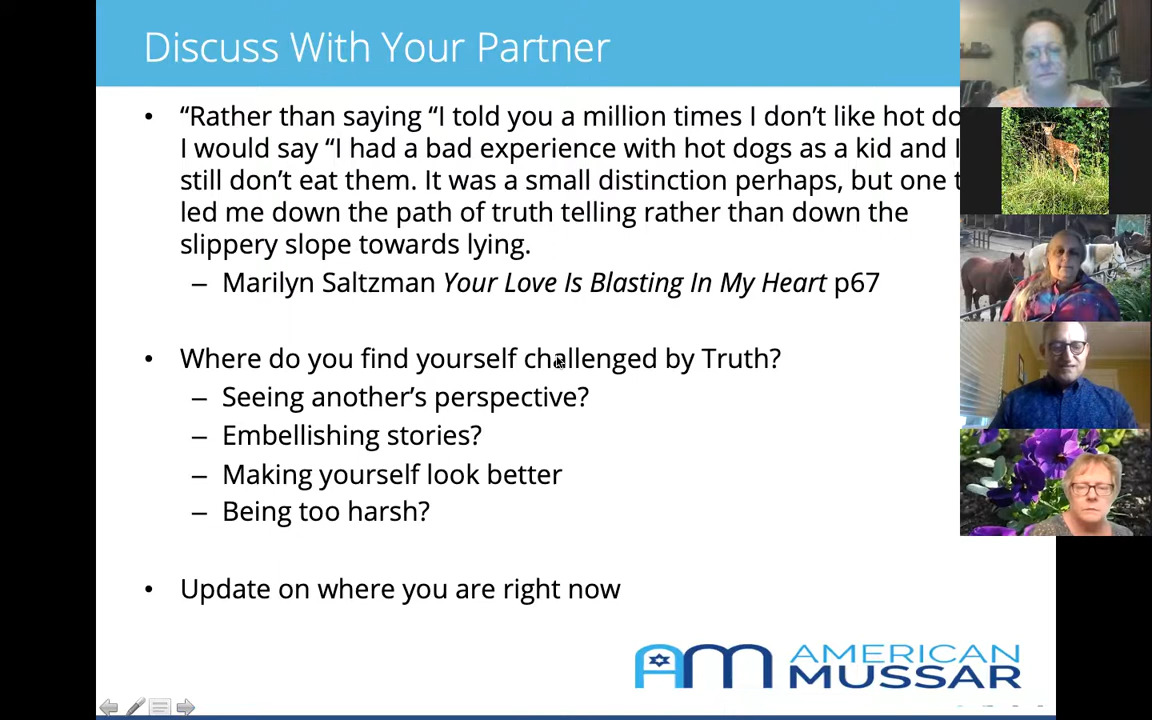 Discuss With Your Partner
• “Rather than saying “I told you a million times I don’t like hot do
I would say “I had a bad experience with hot dogs as a kid and I
still don’t eat them. It was a small distinction perhaps, but one t
led me down the path of truth telling rather than down the
slippery slope towards lying.
– Marilyn Saltzman Your Love Is Blasting In My Heart p67
• Where do you find yourself challenged by Truth?
– Seeing another’s perspective?
– Embellishing stories?
– Making yourself look better
– Being too harsh?
• Update on where you are right now
AM AMERICAN
MUSSAR